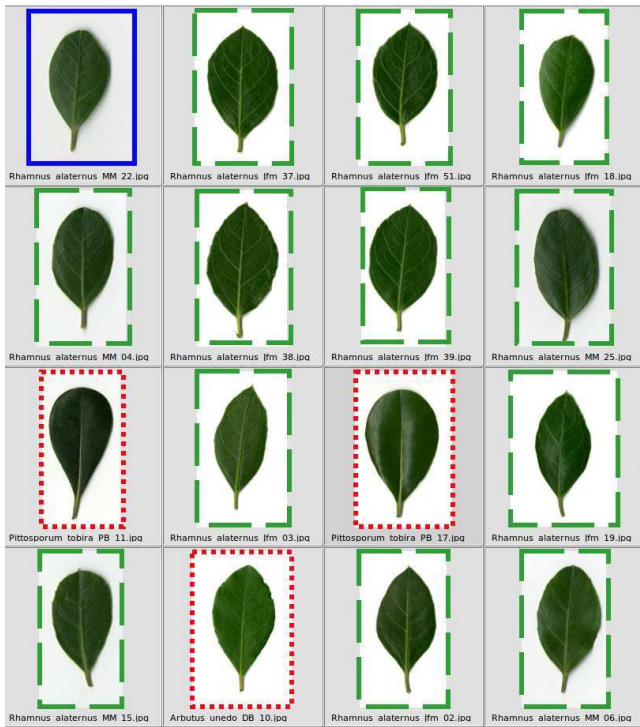 Rhamnus alaternus MM 22.jpg
Rhamnus alaternus Jfm 37.jpg
Rhamnus alaternus Jfm 51.jpg
Rhamnus alaternus Jfm 18.jpg
Rhamnus alaternus MM 04.jpg
Rhamnus alaternus Jfm 38.jpg
Rhamnus alaternus Jfm 39.jpg
Rhamnus alaternus MM 25.jpg
Pittosporum tobira PB 11.jpg
Rhamnus alaternus Jfm 03.jpg
Pittosporum tobira PB 17.jpg
Rhamnus alaternus Jfm 19.jpg
Rhamnus alaternus MM 15.jpg
Arbutus unedo DB 10.jpg
Rhamnus alaternus Jfm 02.jpg
Rhamnus alaternus MM 06.jpg